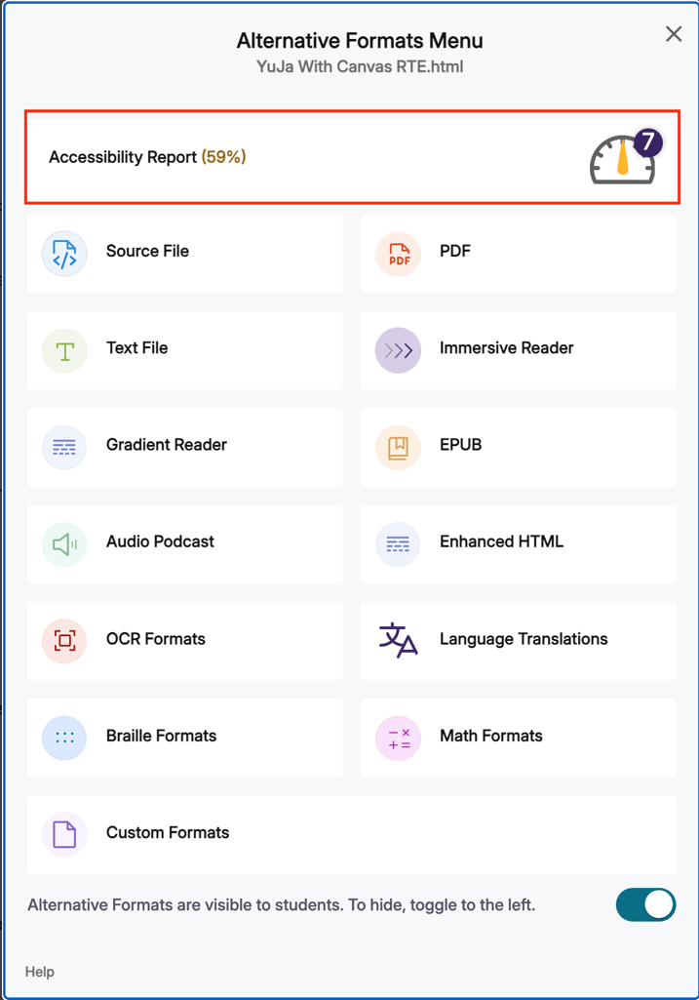 Alternative Formats Menu
YuJa With Canvas RTE.html
Accessibility Report (59%)
7
Source File
PDF
PDF
Text File
Immersive Reader
Gradient Reader
EPUB
Audio Podcast
Enhanced HTML
OCR Formats
Language Translations
Braille Formats
Math Formats
Custom Formats
Alternative Formats are visible to students. To hide, toggle to the left.
Help